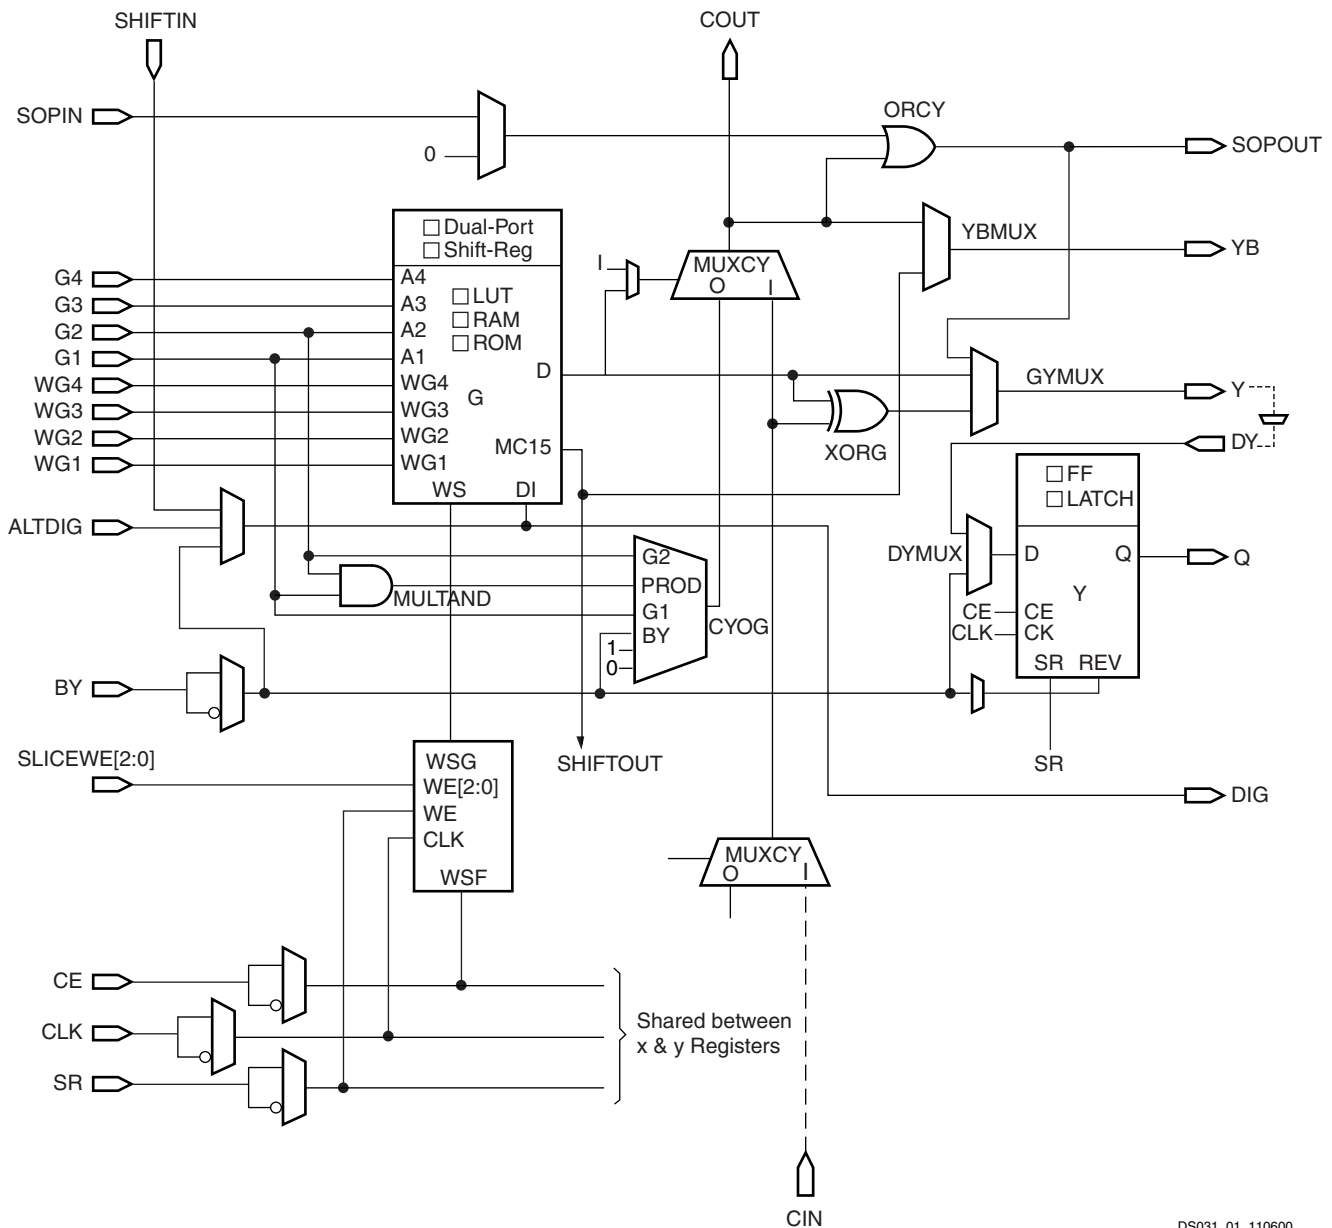 SHIFTIN
COUT
SOPIN
ORCY
SOPOUT
0
Dual-Port
Shift-Reg
YBMUX
YB
G4
G3
G2
G1
WG4
WG3
WG2
WG1
A4
A3
A2
A1
WG4
WG3
WG2
WG1
LUT
RAM
ROM
D
G
MC15
WS
DI
I
MUXCY
O I
GYMUX
Y
DY
XORG
FF
LATCH
ALTDIG
DYMUX
D
Q
Q
Y
CE
CLK
CE
CK
SR REV
SR
G2
PROD
G1
BY
1
0
MULTAND
CYOG
BY
SLICEWE[2:0]
SHIFTOUT
WSG
WE[2:0]
WE
CLK
WSF
DIG
MUXCY
O I
CE
CLK
SR
Shared between
x & y Registers
CIN
DS031_01_110600